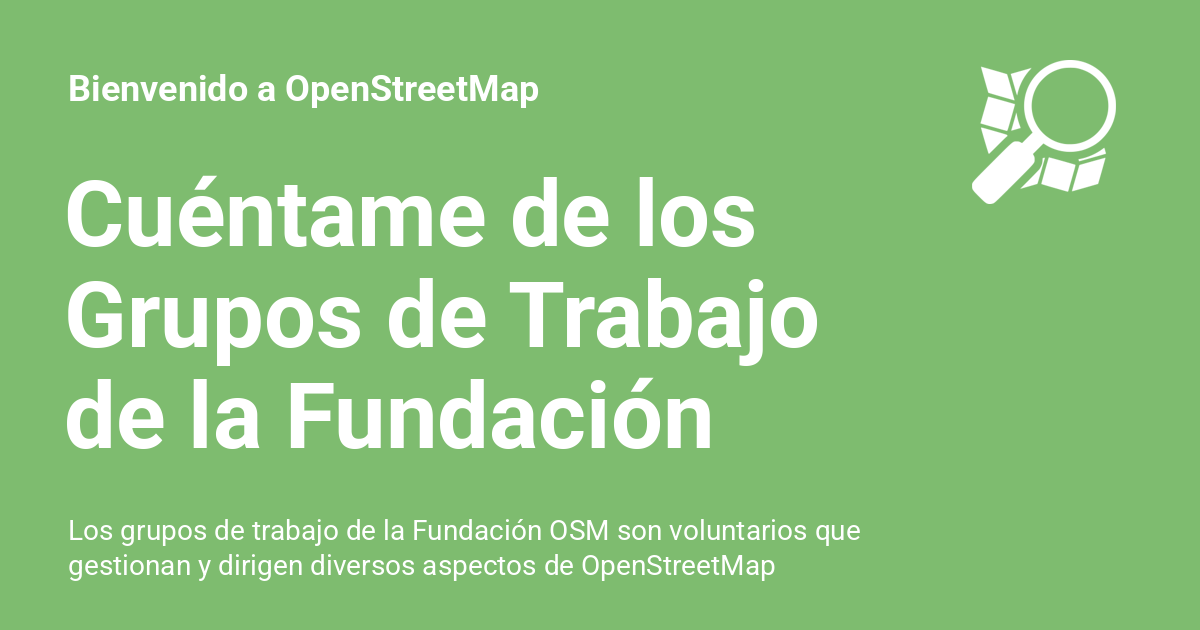 Bienvenido a OpenStreetMap
Cuéntame de los
Grupos de Trabajo
de la Fundación
Los grupos de trabajo de la Fundación OSM son voluntarios que
gestionan y dirigen diversos aspectos de OpenStreetMap